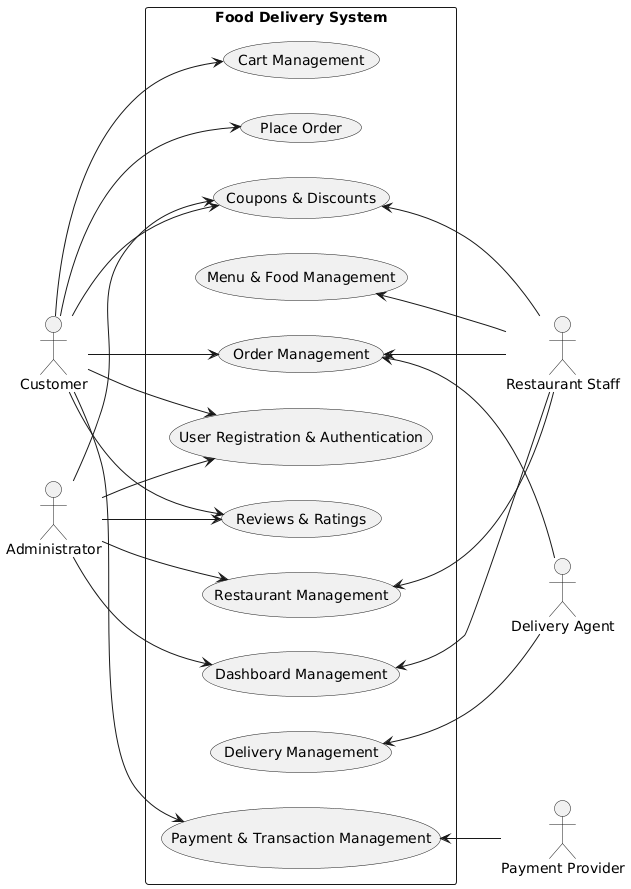 Food Delivery System
Cart Management
Place Order
Coupons & Discounts
Menu & Food Management
Order Management
Customer
Restaurant Staff
User Registration & Authentication
Reviews & Ratings
Administrator
Restaurant Management
Delivery Agent
Dashboard Management
Delivery Management
Payment & Transaction Management
Payment Provider